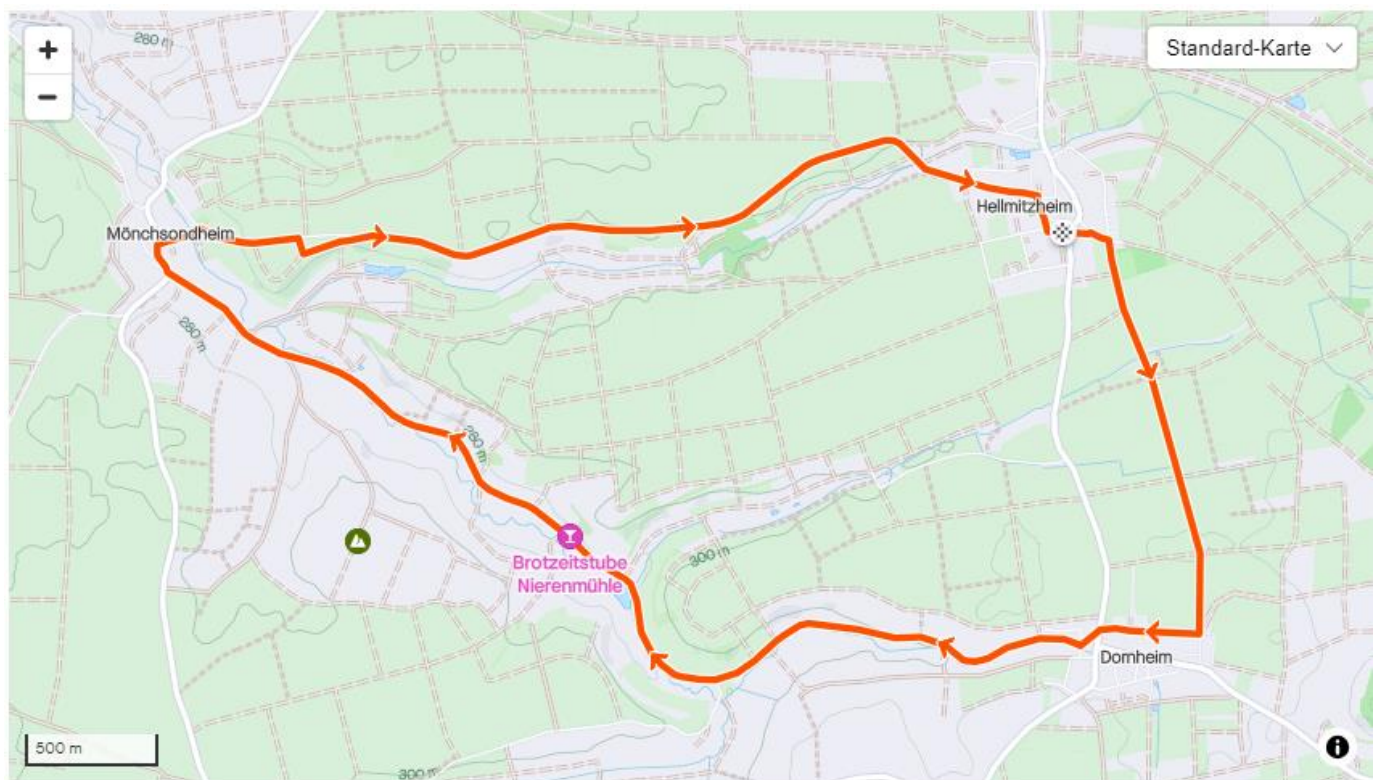 280 m
+
−
Standard-Karte
Hellmitzheim
Mönchsondheim
280 m
280 m
Brotzeitstube
Nierenmühle
300 m
Dornheim
500 m
300 m